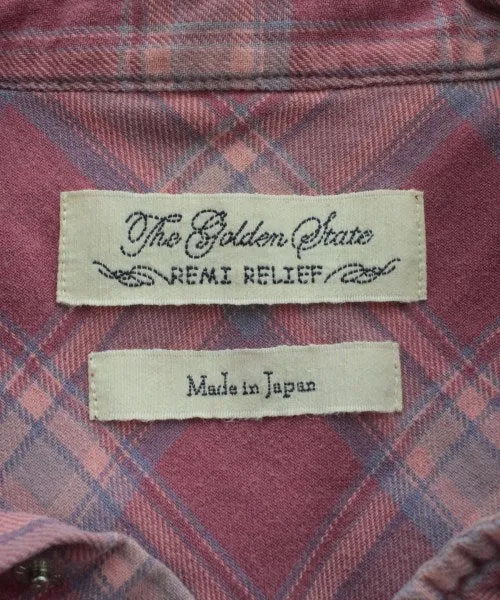 The Golden State
REMI RELIEF
Made in Japan